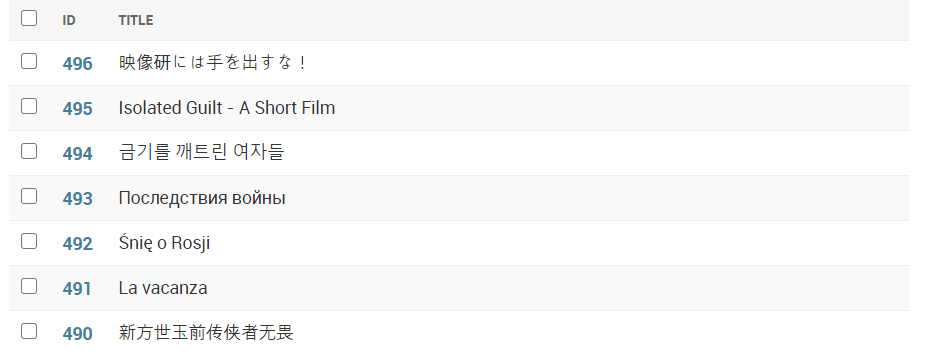 ID TITLE
496 映像研には手を出すな！
495 Isolated Guilt - A Short Film
494 금기를 깨트린 여자들
493 Последствия войны
492 Śnię o Rosji
491 La vacanza
490 新方世玉前传侠者无畏